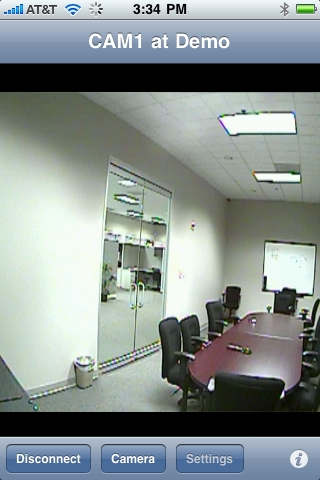 AT&T 3:34 PM
CAM1 at Demo
Disconnect Camera Settings i